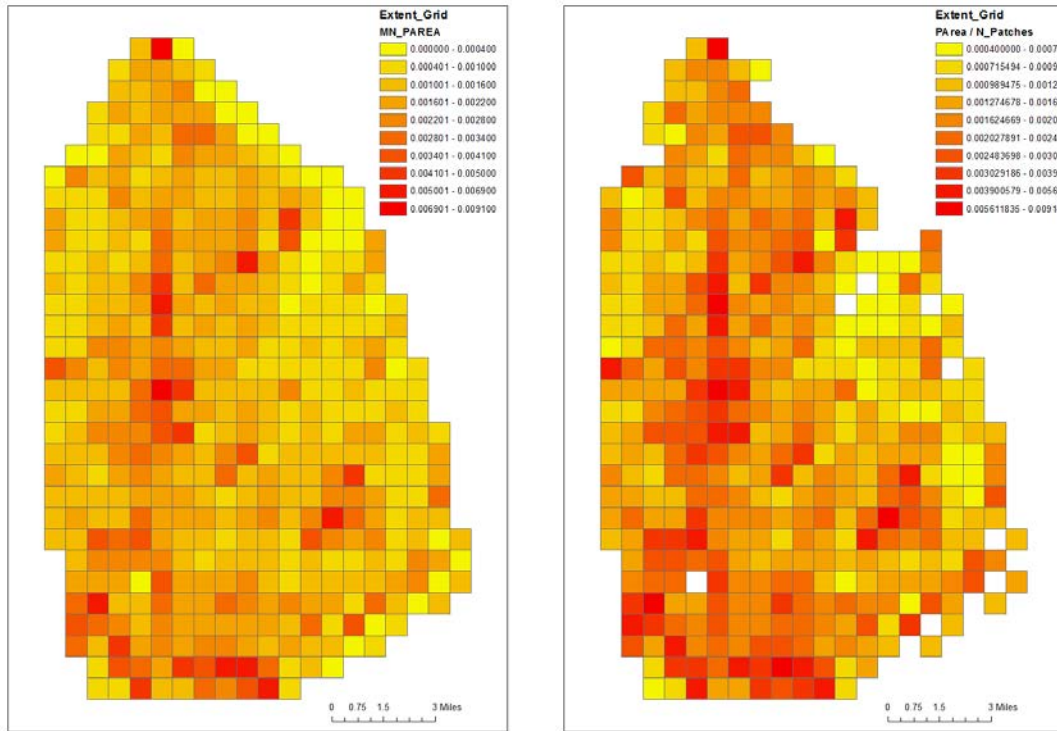 Extent_Grid
MN_PAREA
0.000000 - 0.000400
0.000401 - 0.001000
0.001001 - 0.001600
0.001601 - 0.002200
0.002201 - 0.002800
0.002801 - 0.003400
0.003401 - 0.004100
0.004101 - 0.005000
0.005001 - 0.006900
0.006901 - 0.009100
0 0.75 1.5 3 Miles
Extent_Grid
PArea / N_Patches
0.000400000 - 0.0007
0.000715494 - 0.0009
0.000989475 - 0.0012
0.001274678 - 0.0016
0.001624669 - 0.0020
0.002027891 - 0.0024
0.002483698 - 0.0030
0.003029186 - 0.0039
0.003900579 - 0.0056
0.005611835 - 0.0091
0 0.75 1.5 3 Miles